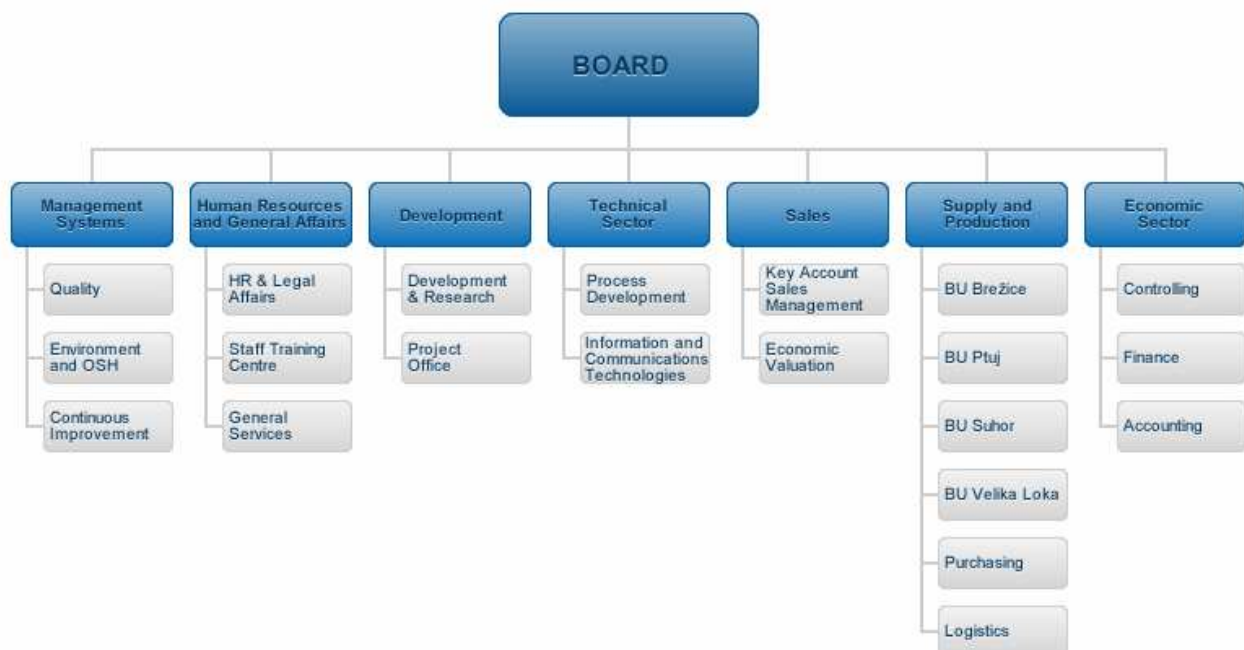 BOARD
Management
Systems
Quality
Environment
and OSH
Continuous
Improvement
Human Resources
and General Affairs
HR & Legal
Affairs
Staff Training
Centre
General
Services
Development
Development
& Research
Project
Office
Technical
Sector
Process
Development
Information and
Communications
Technologies
Sales
Key Account
Sales
Management
Economic
Valuation
Supply and
Production
BU Brežice
BU Ptuj
BU Suhor
BU Velika Loka
Purchasing
Logistics
Economic
Sector
Controlling
Finance
Accounting